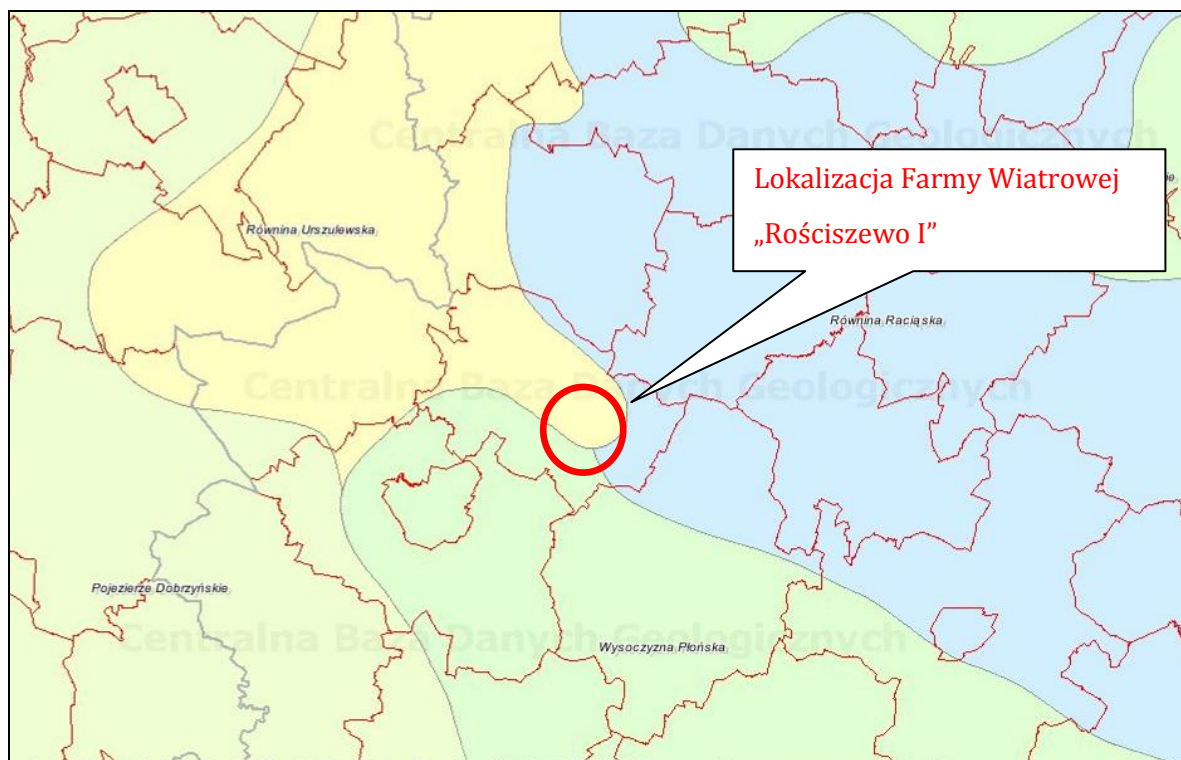 Centralna Baza Danych Geologicznych
Lokalizacja Farmy Wiatrowej
„Rościszewo I”
Równina Urszulewska
Równina Raciąska
Centralna Baza Danych Geologicznych
Pojezierze Dobrzyńskie
Centralna Baza Danych Geologicznych
Wysoczyzna Płońska